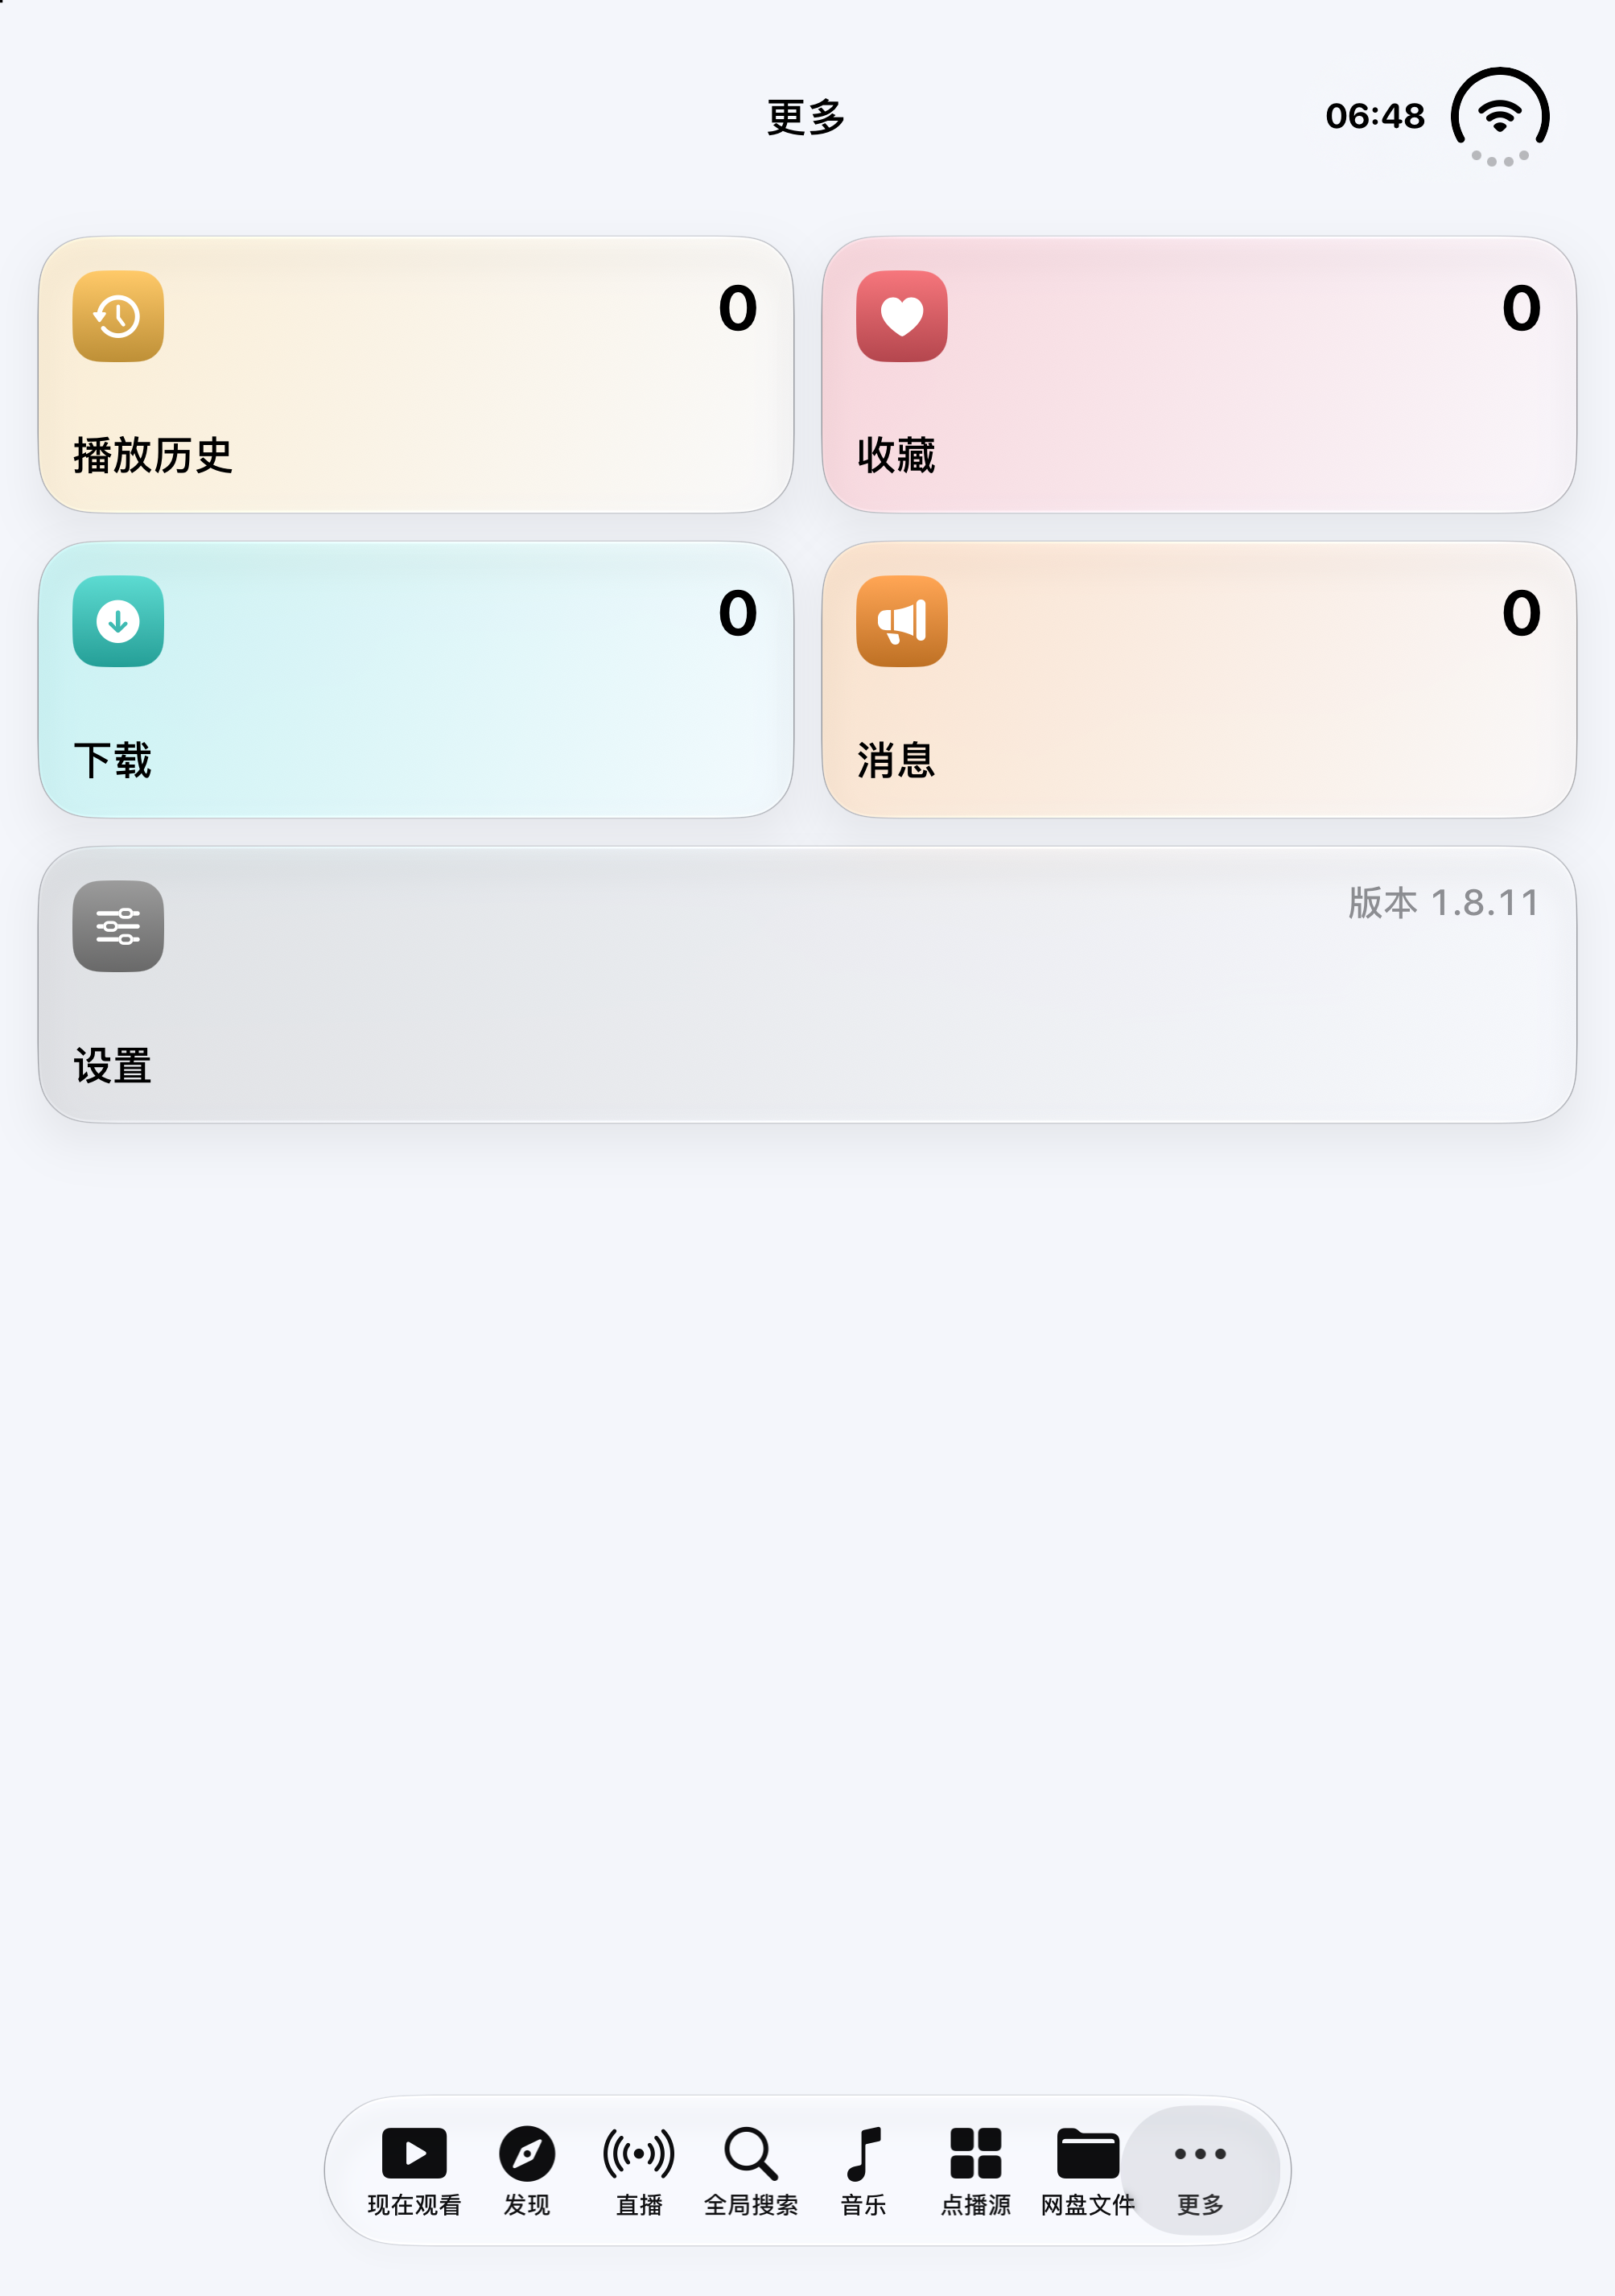 更多
06:48
0
播放历史
0
收藏
0
下载
0
消息
版本 1.8.11
设置
现在观看
发现
直播
全局搜索
音乐
点播源
网盘文件
更多